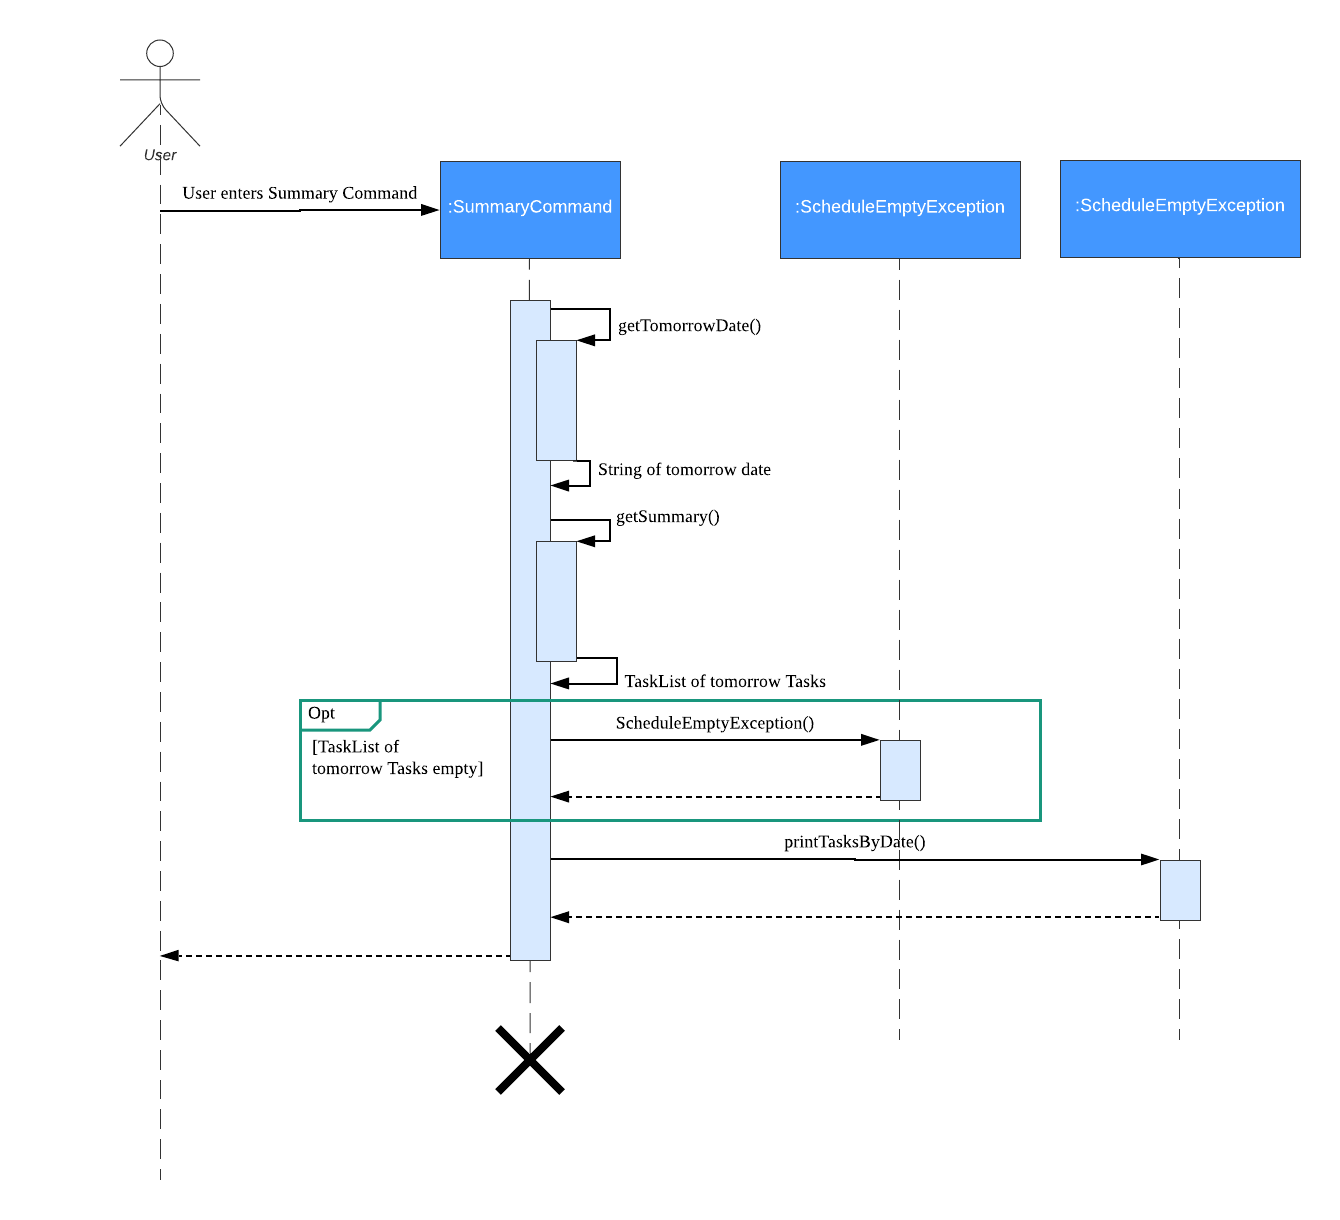 User
User enters Summary Command
:SummaryCommand
:ScheduleEmptyException
:ScheduleEmptyException
getTomorrowDate()
String of tomorrow date
getSummary()
TaskList of tomorrow Tasks
Opt
ScheduleEmptyException()
[TaskList of
tomorrow Tasks empty]
printTasksByDate()